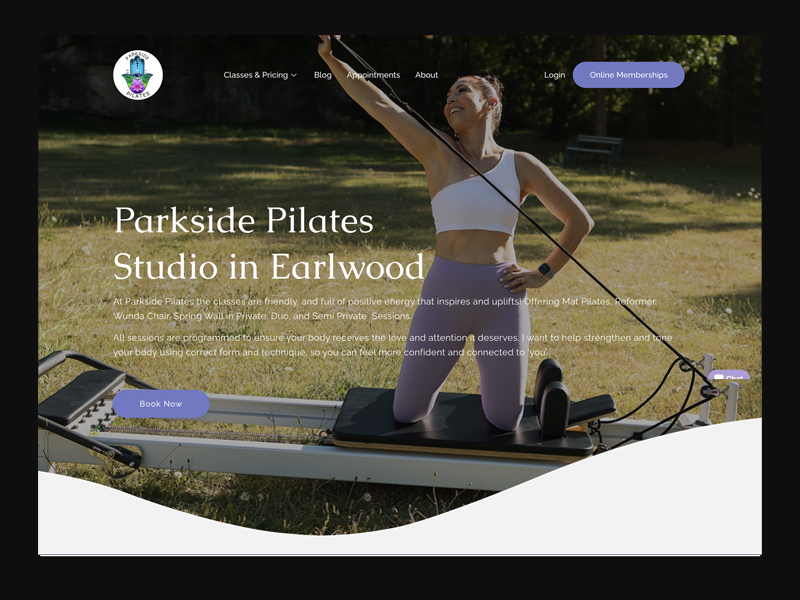 PARKSIDE
PILATES
Classes & Pricing
Blog
Appointments
About
Login
Online Memberships
Parkside Pilates
Studio in Earlwood
At Parkside Pilates the classes are friendly, and full of positive energy that inspires and uplifts! Offering Mat Pilates, Reformer,
Wunda Chair, Spring Wall in Private, Duo, and Semi Private Sessions.
All sessions are programmed to ensure your body receives the love and attention it deserves. I want to help strengthen and tone
your body using correct form and technique, so you can feel more confident and connected to 'you'.
Chat
Book Now